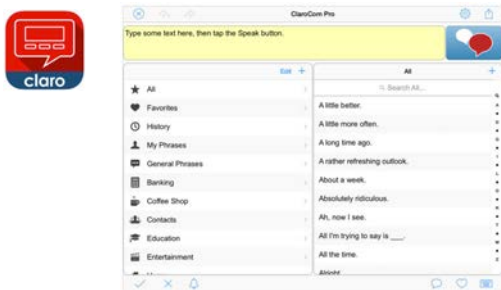 claro
ClaroCom Pro
Type some text here, then tap the Speak button.
Edit +
★ All
Favorites
History
My Phrases
General Phrases
Banking
Coffee Shop
Contacts
Education
Entertainment
All +
Search All...
A little better.
A little more often.
A long time ago.
A rather refreshing outlook.
About a week.
Absolutely ridiculous.
Ah, now I see.
All I'm trying to say is ___.
All the time.
Alright